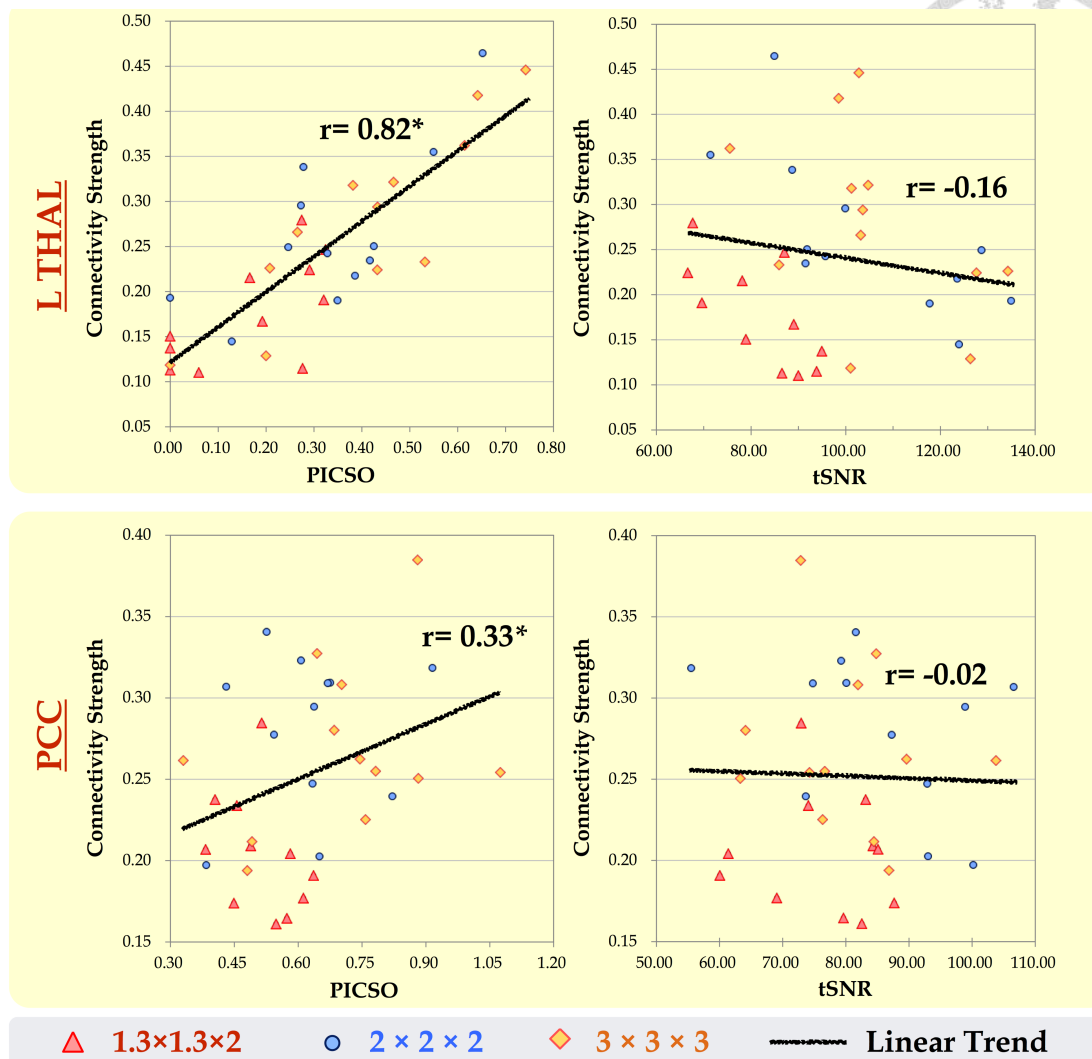 L THAL
Connectivity Strength
0.50
0.45
0.40
0.35
0.30
0.25
0.20
0.15
0.10
0.05
r= 0.82*
0.00 0.10 0.20 0.30 0.40 0.50 0.60 0.70 0.80
PICSO
Connectivity Strength
0.50
0.45
0.40
0.35
0.30
0.25
0.20
0.15
0.10
0.05
r= -0.16
60.00 80.00 100.00 120.00 140.00
tSNR
PCC
Connectivity Strength
0.40
0.35
0.30
0.25
0.20
0.15
r= 0.33*
0.30 0.45 0.60 0.75 0.90 1.05 1.20
PICSO
Connectivity Strength
0.40
0.35
0.30
0.25
0.20
0.15
r= -0.02
50.00 60.00 70.00 80.00 90.00 100.00 110.00
tSNR
1.3×1.3×2 2 × 2 × 2 3 × 3 × 3 Linear Trend